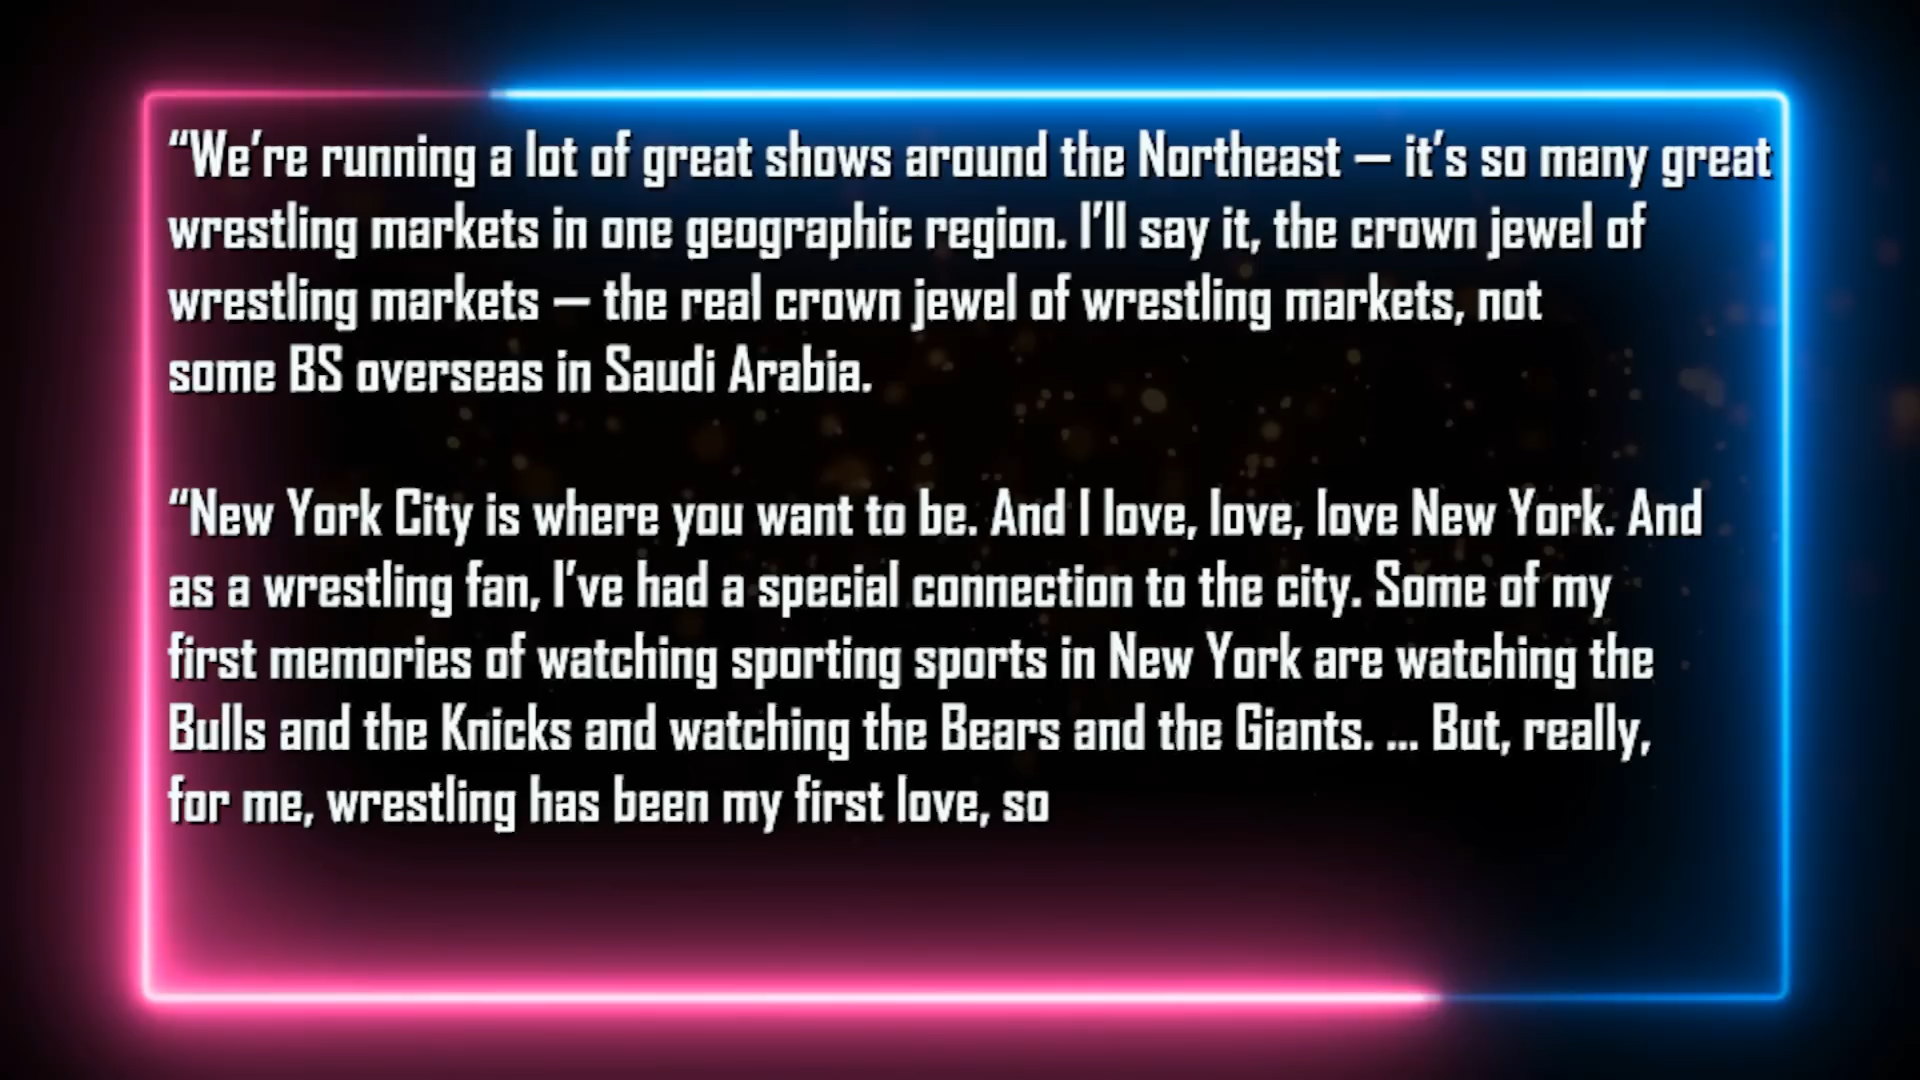 “We’re running a lot of great shows around the Northeast — it’s so many great
wrestling markets in one geographic region. I’ll say it, the crown jewel of
wrestling markets — the real crown jewel of wrestling markets, not
some BS overseas in Saudi Arabia.
“New York City is where you want to be. And I love, love, love New York. And
as a wrestling fan, I’ve had a special connection to the city. Some of my
first memories of watching sporting sports in New York are watching the
Bulls and the Knicks and watching the Bears and the Giants. ... But, really,
for me, wrestling has been my first love, so